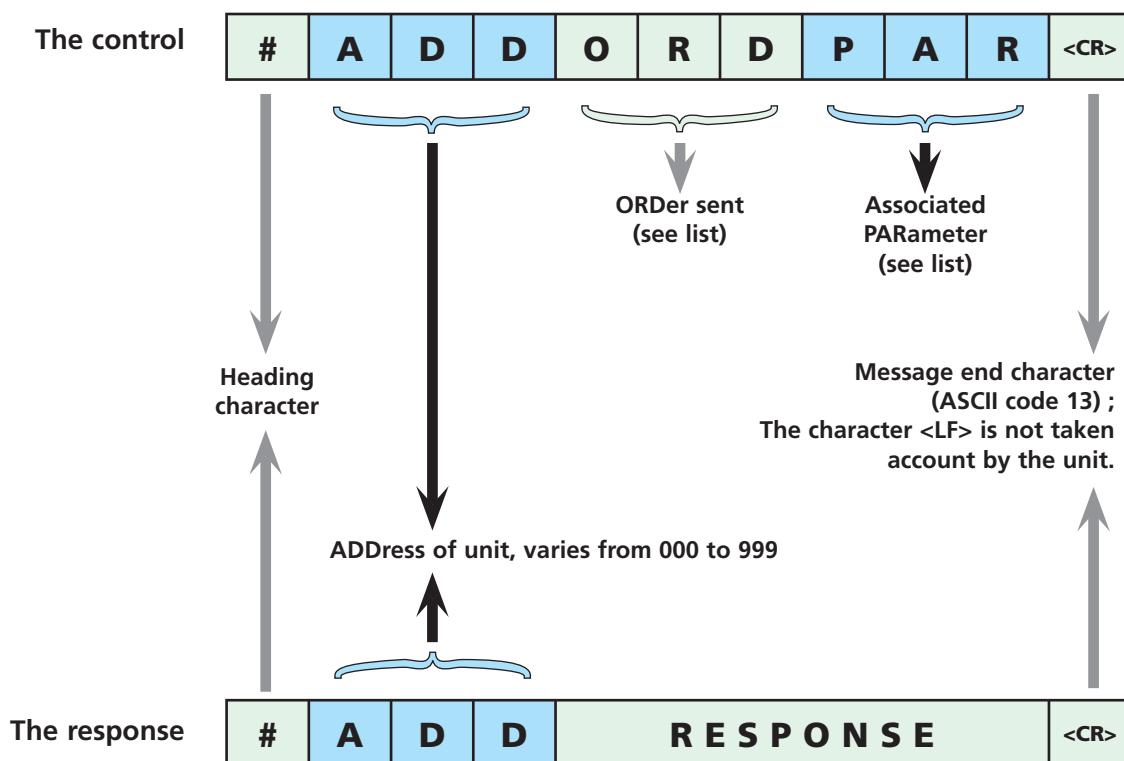 The control # A D D O R D P A R <CR>
ORDer sent
(see list)
Associated
PARameter
(see list)
Heading
character
Message end character
(ASCII code 13) ;
The character <LF> is not taken
account by the unit.
ADDress of unit, varies from 000 to 999
The response # A D D R E S P O N S E <CR>